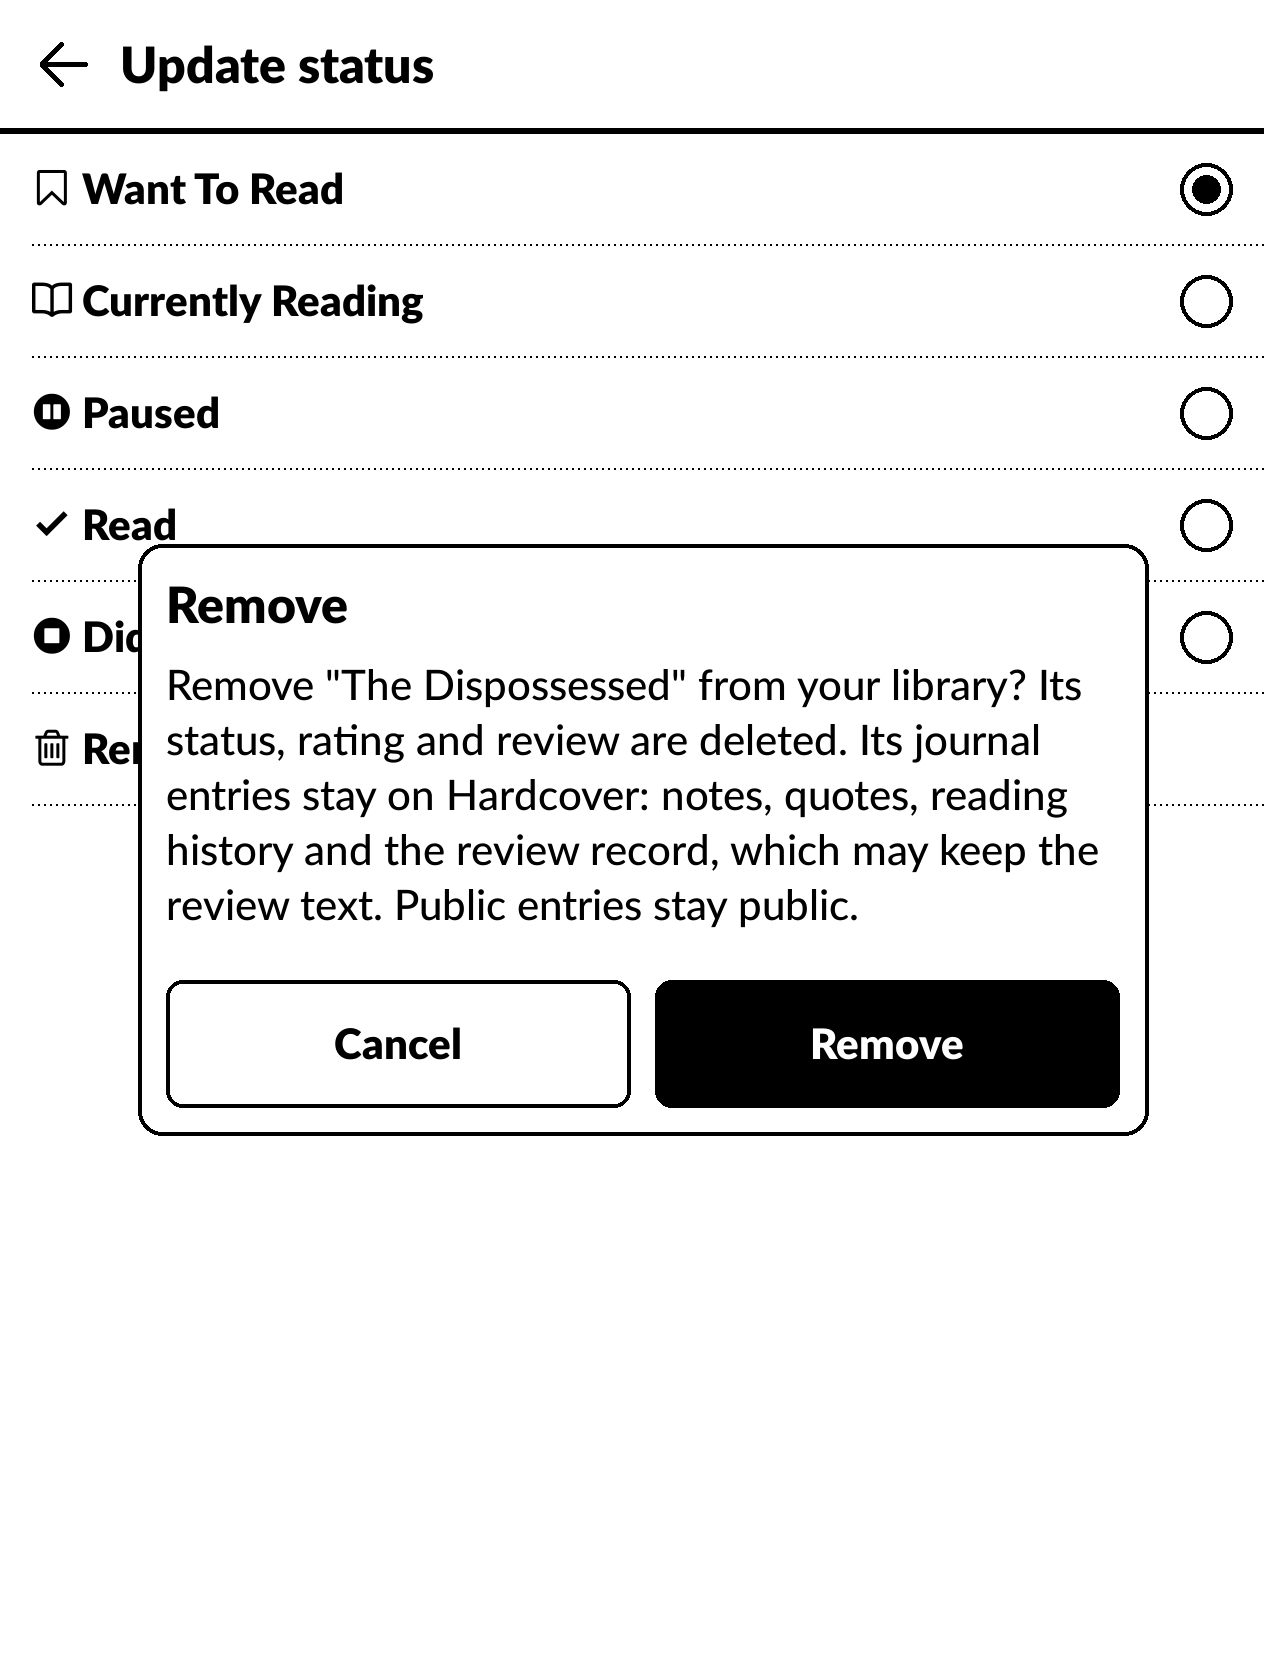 Update status
Want To Read
Currently Reading
Paused
Read
Remove
Remove "The Dispossessed" from your library? Its
status, rating and review are deleted. Its journal
entries stay on Hardcover: notes, quotes, reading
history and the review record, which may keep the
review text. Public entries stay public.
Cancel
Remove